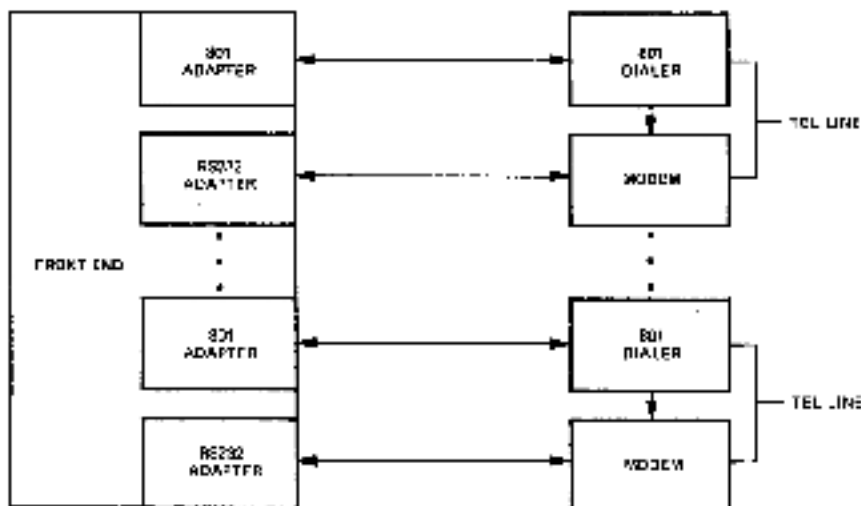 801
ADAPTER
801
DIALER
TEL LINE
RS232
ADAPTER
MODEM
FRONT END
801
ADAPTER
801
DIALER
TEL LINE
RS232
ADAPTER
MODEM